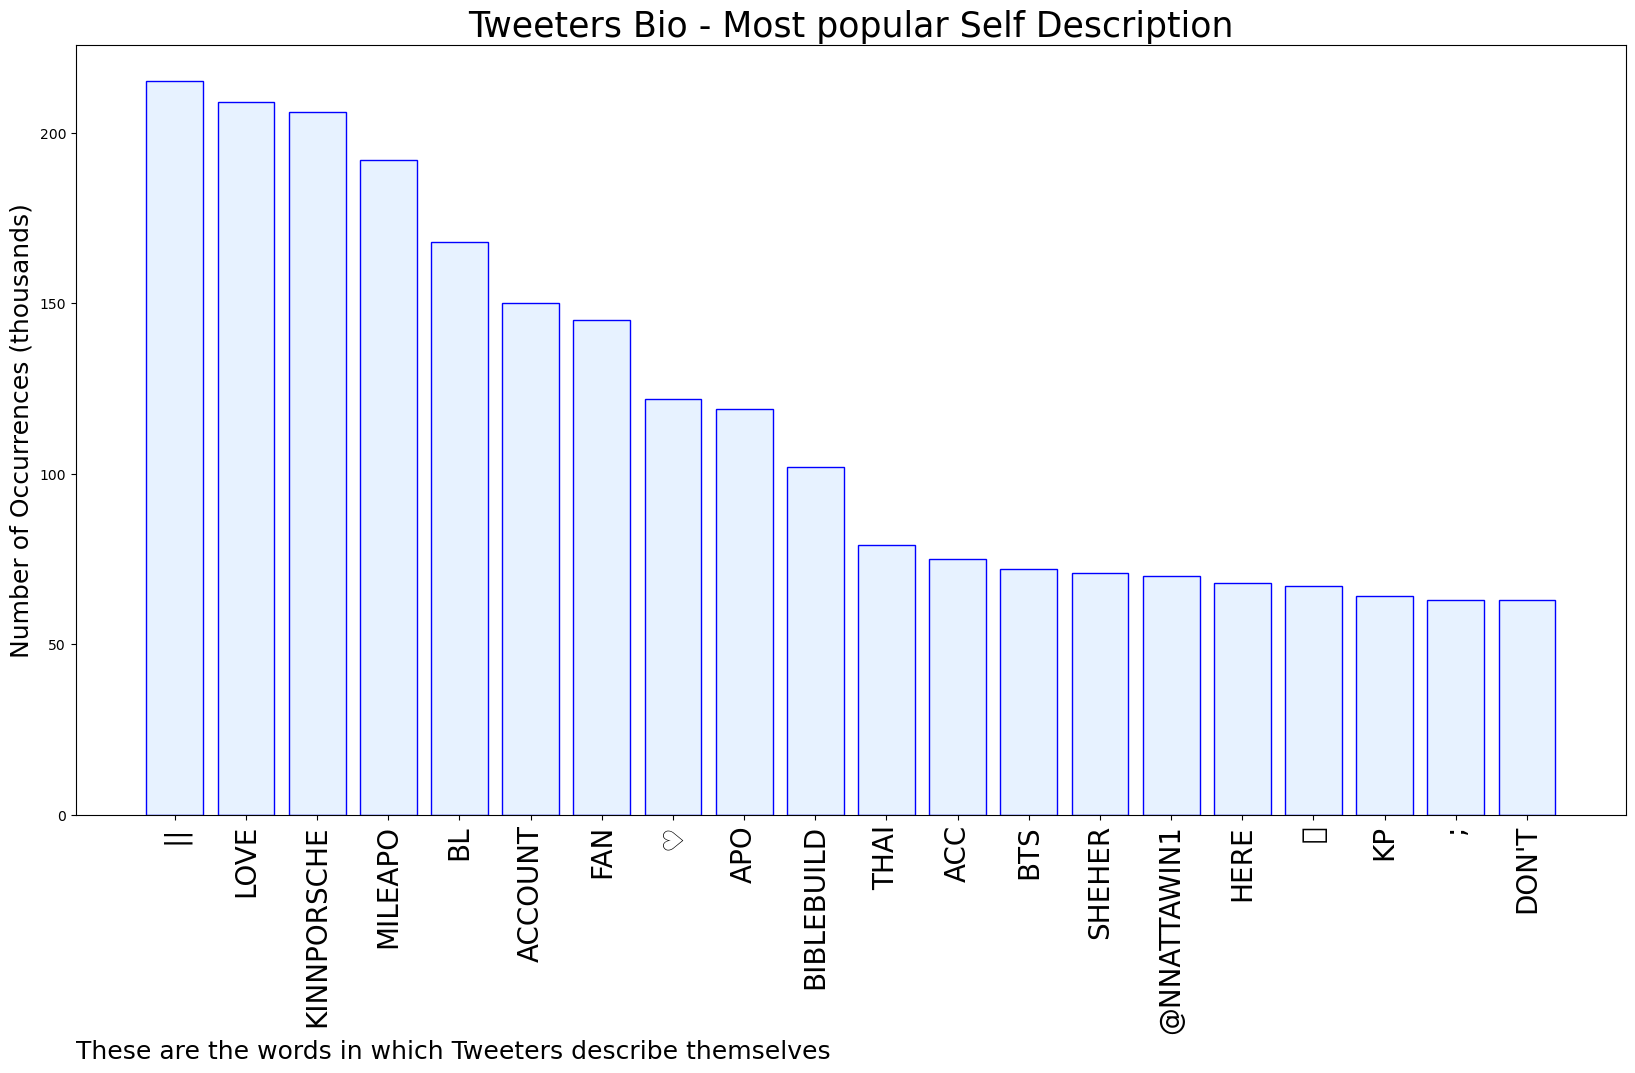 Tweeters Bio - Most popular Self Description
Number of Occurrences (thousands)
200
150
100
50
0
||
LOVE
KINNPORSCHE
MILEAPO
BL
ACCOUNT
FAN
♡
APO
BIBLEBUILD
THAI
ACC
BTS
SHEHER
@NNATTAWIN1
HERE
KP
;
DON'T
These are the words in which Tweeters describe themselves